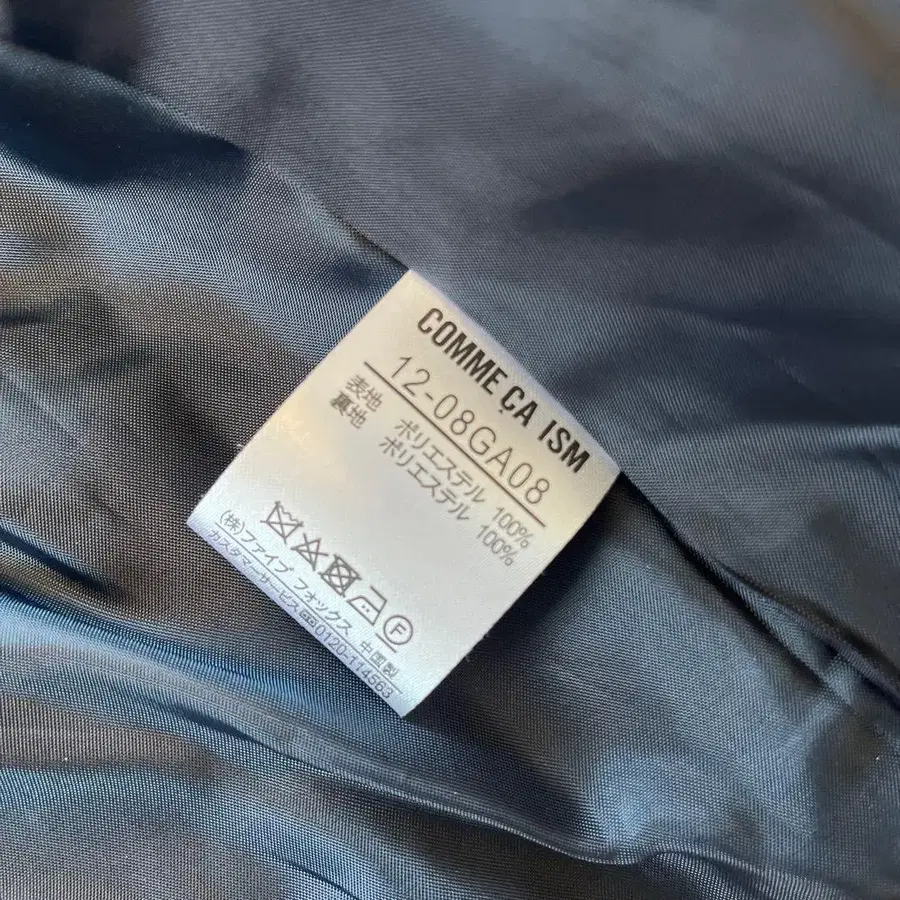 COMME ÇA ISM
12-08GA08
表地 ポリエステル 100%
裏地 ポリエステル 100%
F
(株)ファイブ フォックス 中国製
カスタマーサービス 0120-114563